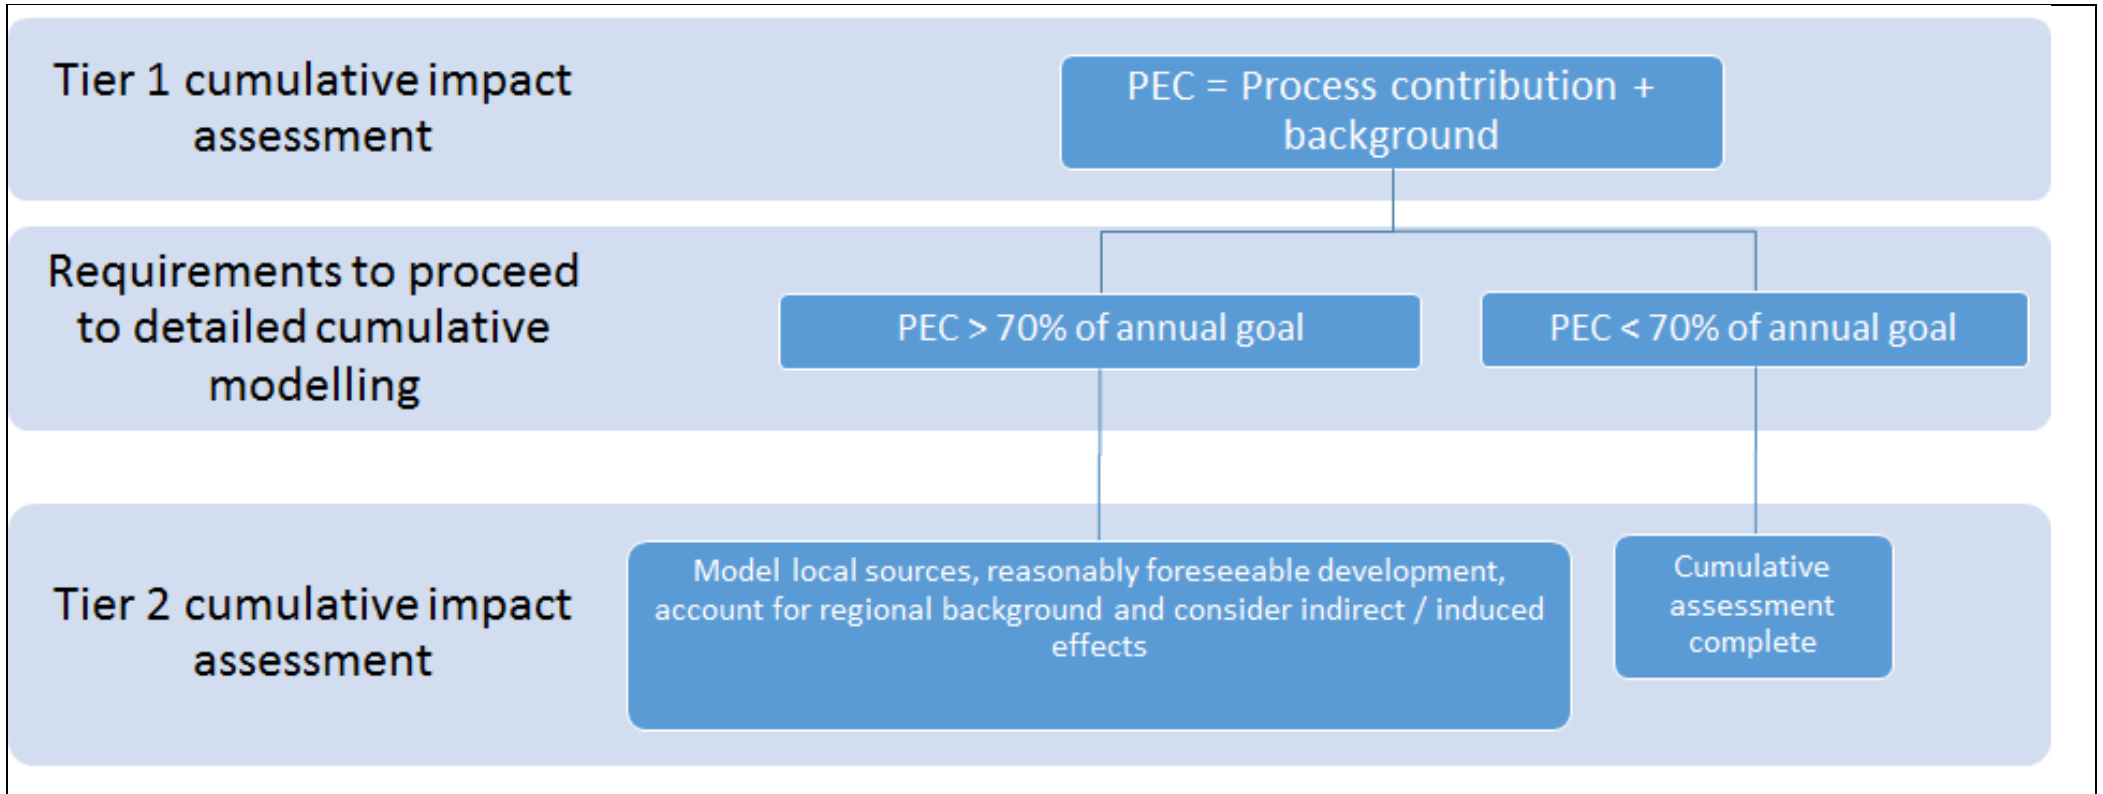 Tier 1 cumulative impact
assessment
PEC = Process contribution +
background
Requirements to proceed
to detailed cumulative
modelling
PEC > 70% of annual goal
PEC < 70% of annual goal
Tier 2 cumulative impact
assessment
Model local sources, reasonably foreseeable development,
account for regional background and consider indirect / induced
effects
Cumulative
assessment
complete